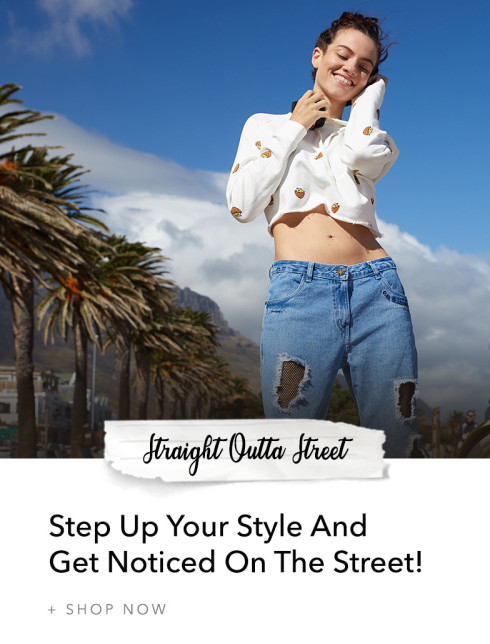 Straight Outta Street
Step Up Your Style And
Get Noticed On The Street!
+ SHOP NOW